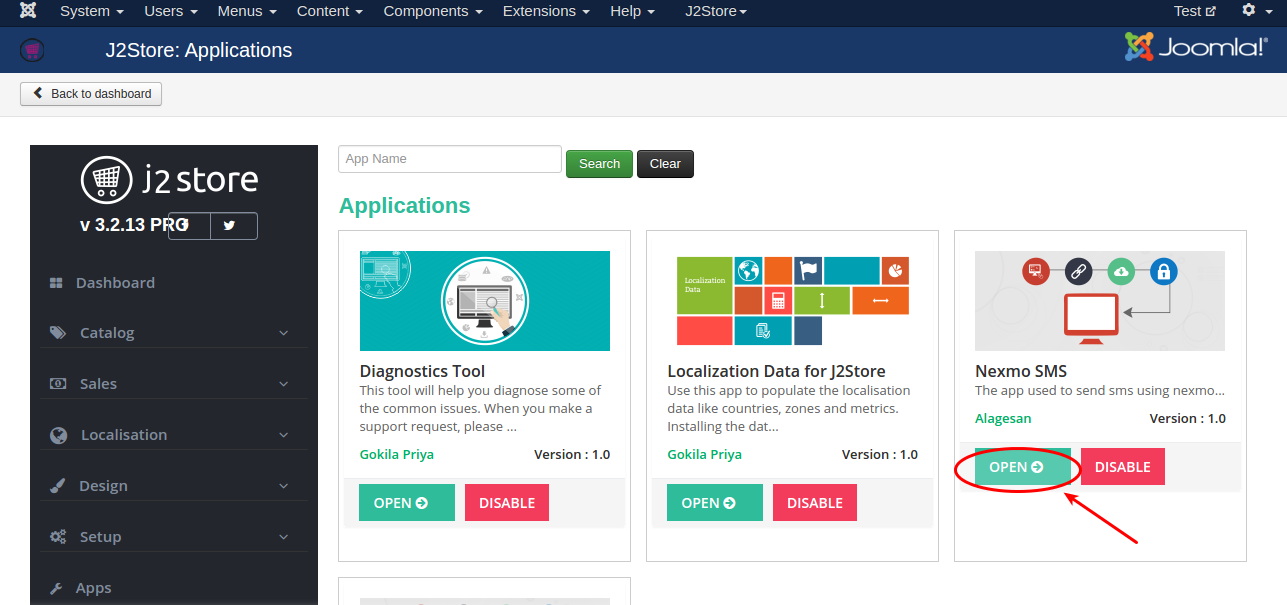 System Users Menus Content Components Extensions Help J2Store Test
J2Store: Applications
Joomla!®
Back to dashboard
j2store
v 3.2.13 PRO
Dashboard
Catalog
Sales
Localisation
Design
Setup
Apps
App Name
Search
Clear
Applications
Diagnostics Tool
This tool will help you diagnose some of
the common issues. When you make a
support request, please ...
Gokila Priya Version : 1.0
OPEN DISABLE
Localization
Data
Localization Data for J2Store
Use this app to populate the localisation
data like countries, zones and metrics.
Installing the dat...
Gokila Priya Version : 1.0
OPEN DISABLE
Nexmo SMS
The app used to send sms using nexmo...
Alagesan Version : 1.0
OPEN DISABLE